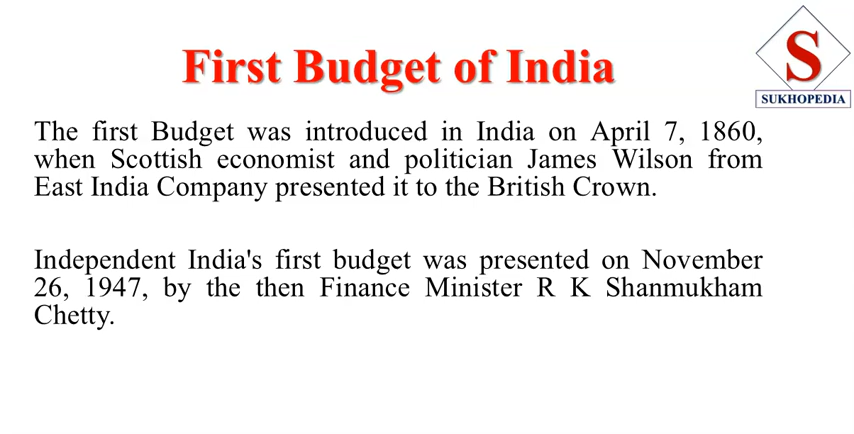 First Budget of India
S
SUKHOPEDIA
The first Budget was introduced in India on April 7, 1860,
when Scottish economist and politician James Wilson from
East India Company presented it to the British Crown.
Independent India's first budget was presented on November
26, 1947, by the then Finance Minister R K Shanmukham
Chetty.